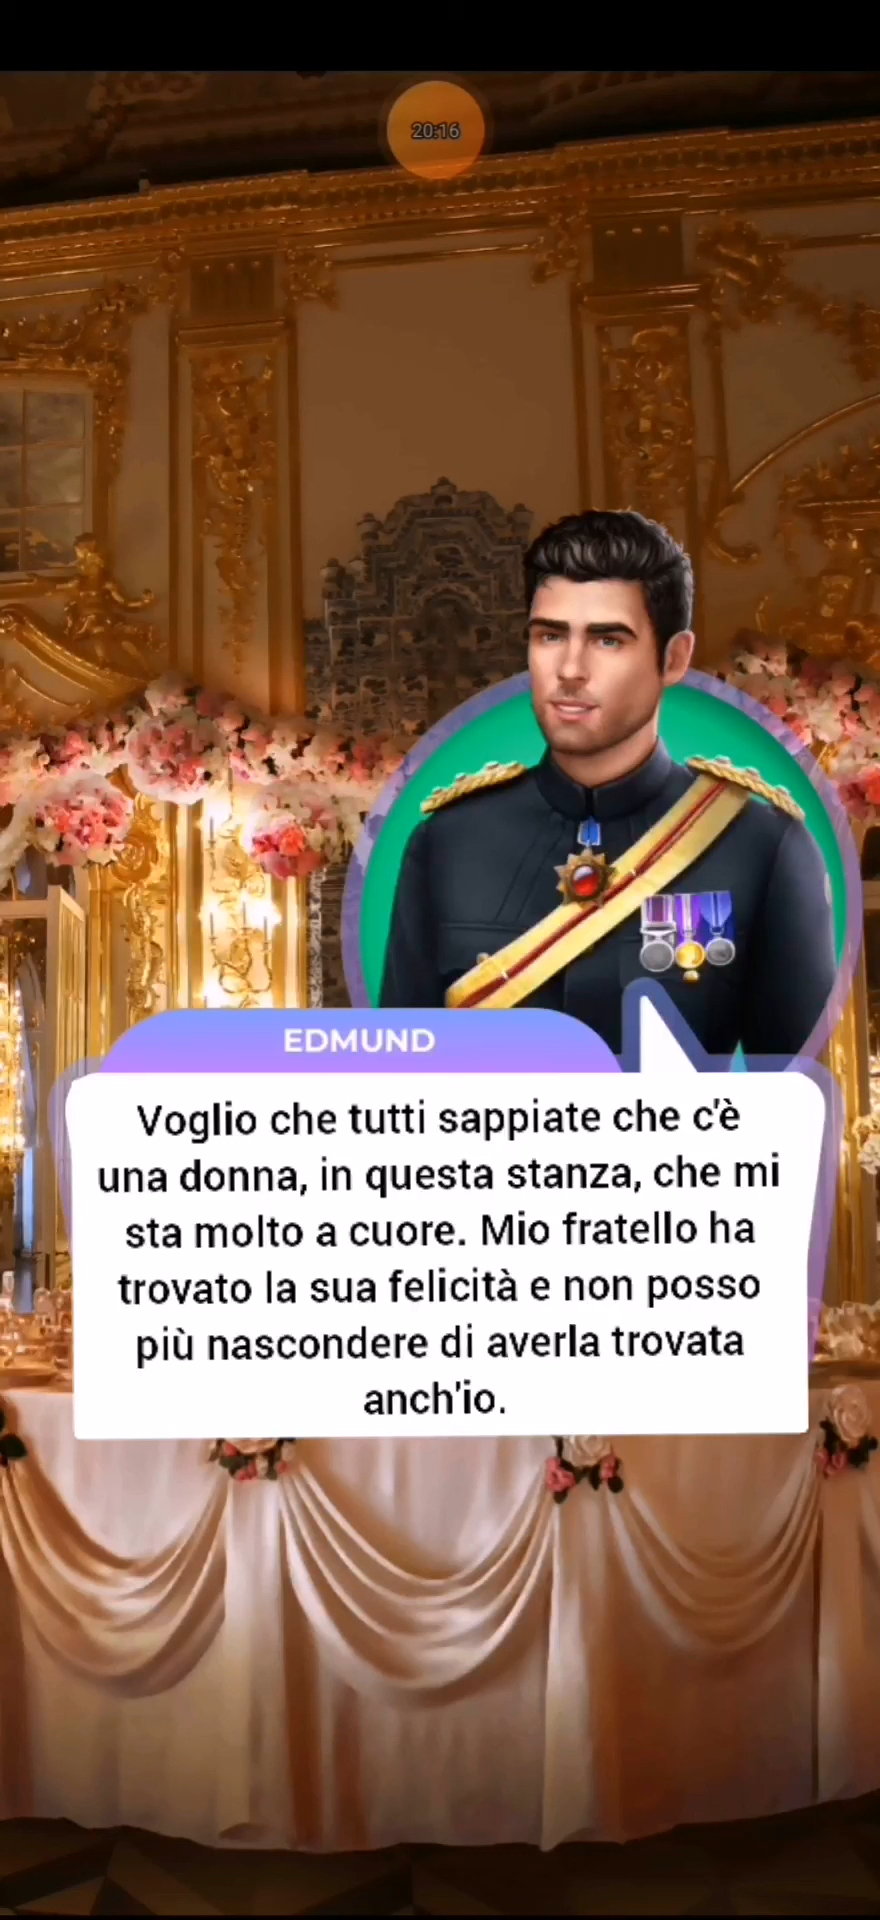 20:16
EDMUND
Voglio che tutti sappiate che c'è
una donna, in questa stanza, che mi
sta molto a cuore. Mio fratello ha
trovato la sua felicità e non posso
più nascondere di averla trovata
anch'io.